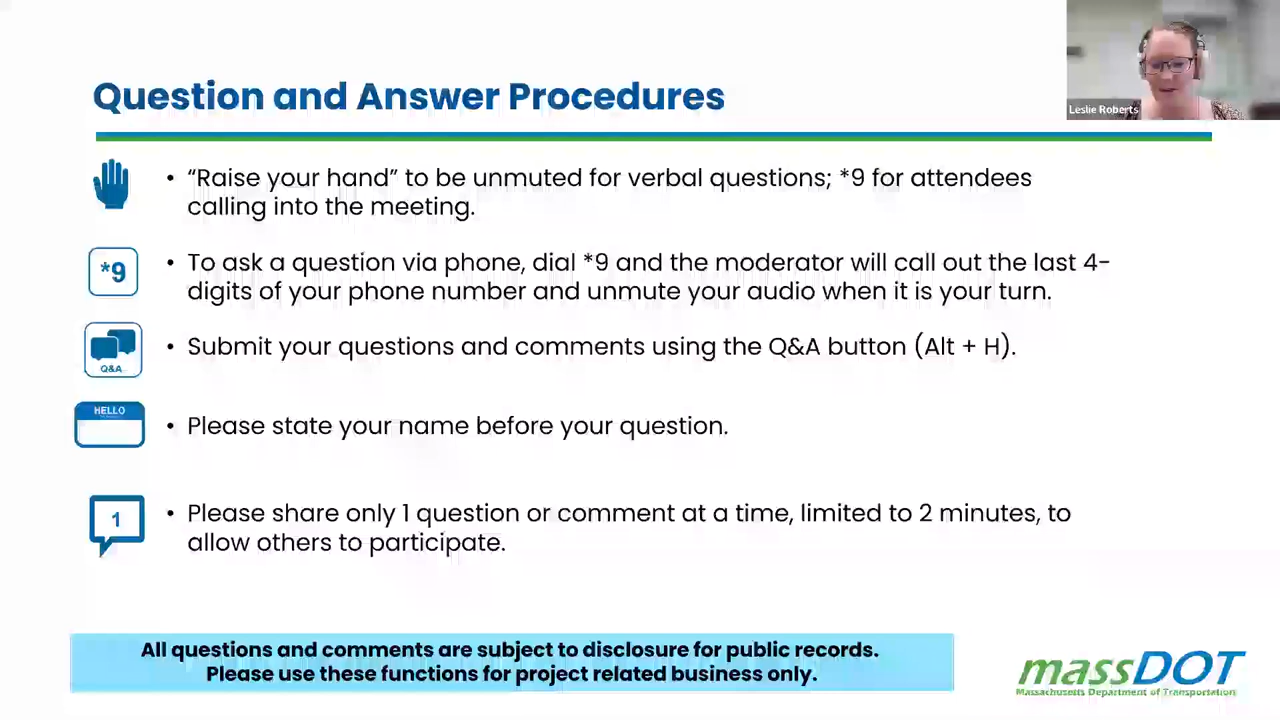 Leslie Roberts
Question and Answer Procedures
• “Raise your hand” to be unmuted for verbal questions; *9 for attendees
calling into the meeting.
*9
• To ask a question via phone, dial *9 and the moderator will call out the last 4-
digits of your phone number and unmute your audio when it is your turn.
Q&A
• Submit your questions and comments using the Q&A button (Alt + H).
HELLO
• Please state your name before your question.
1
• Please share only 1 question or comment at a time, limited to 2 minutes, to
allow others to participate.
All questions and comments are subject to disclosure for public records.
Please use these functions for project related business only.
massDOT
Massachusetts Department of Transportation